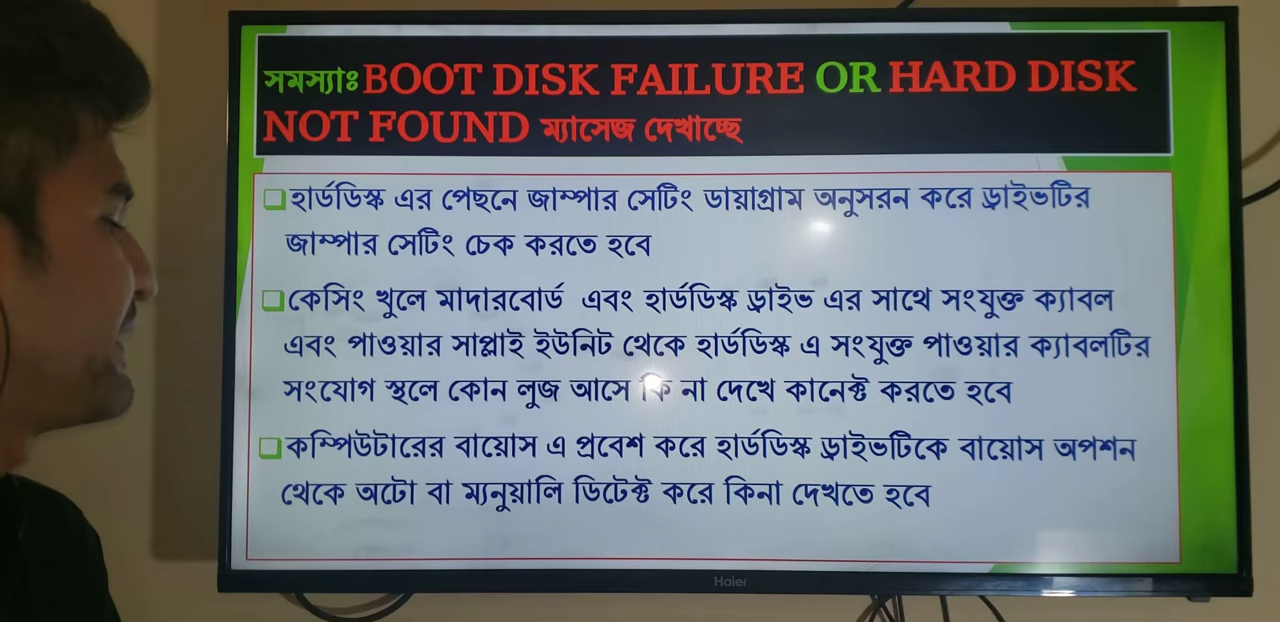 সমস্যাঃ BOOT DISK FAILURE OR HARD DISK
NOT FOUND ম্যাসেজ দেখাচ্ছে
হার্ডডিস্ক এর পেছনে জাম্পার সেটিং ডায়াগ্রাম অনুসরন করে ড্রাইভটির
জাম্পার সেটিং চেক করতে হবে
কেসিং খুলে মাদারবোর্ড এবং হার্ডডিস্ক ড্রাইভ এর সাথে সংযুক্ত ক্যাবল
এবং পাওয়ার সাপ্লাই ইউনিট থেকে হার্ডডিস্ক এ সংযুক্ত পাওয়ার ক্যাবলটির
সংযোগ স্থলে কোন লুজ আসে কি না দেখে কানেক্ট করতে হবে
কম্পিউটারের বায়োস এ প্রবেশ করে হার্ডডিস্ক ড্রাইভটিকে বায়োস অপশন
থেকে অটো বা ম্যনুয়ালি ডিটেক্ট করে কিনা দেখতে হবে
Haier